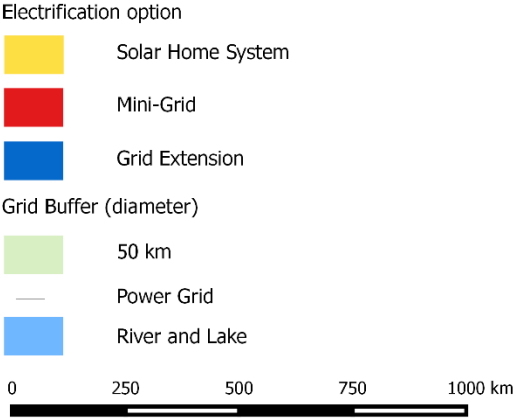 Electrification option
Solar Home System
Mini-Grid
Grid Extension
Grid Buffer (diameter)
50 km
Power Grid
River and Lake
0 250 500 750 1000 km